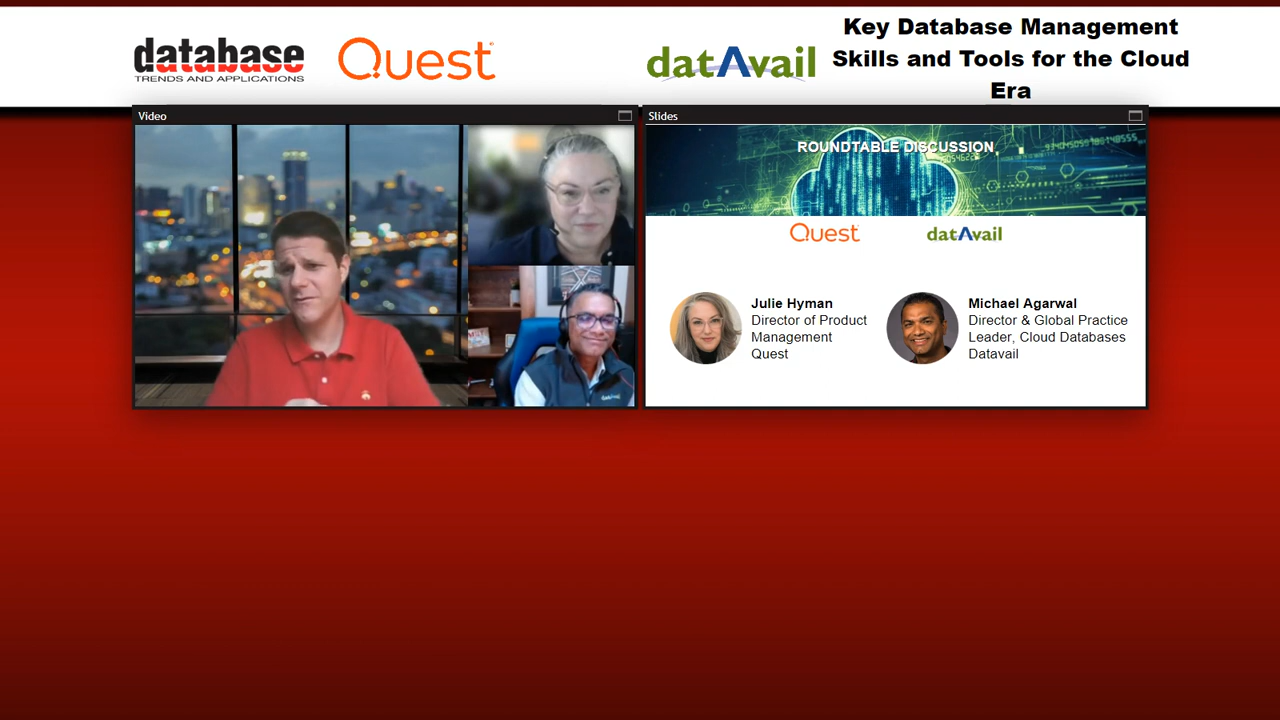 database
TRENDS AND APPLICATIONS
Quest
datAvail
Key Database Management
Skills and Tools for the Cloud
Era
Video
Slides
ROUNDTABLE DISCUSSION
Quest
datAvail
Julie Hyman
Director of Product
Management
Quest
Michael Agarwal
Director & Global Practice
Leader, Cloud Databases
Datavail